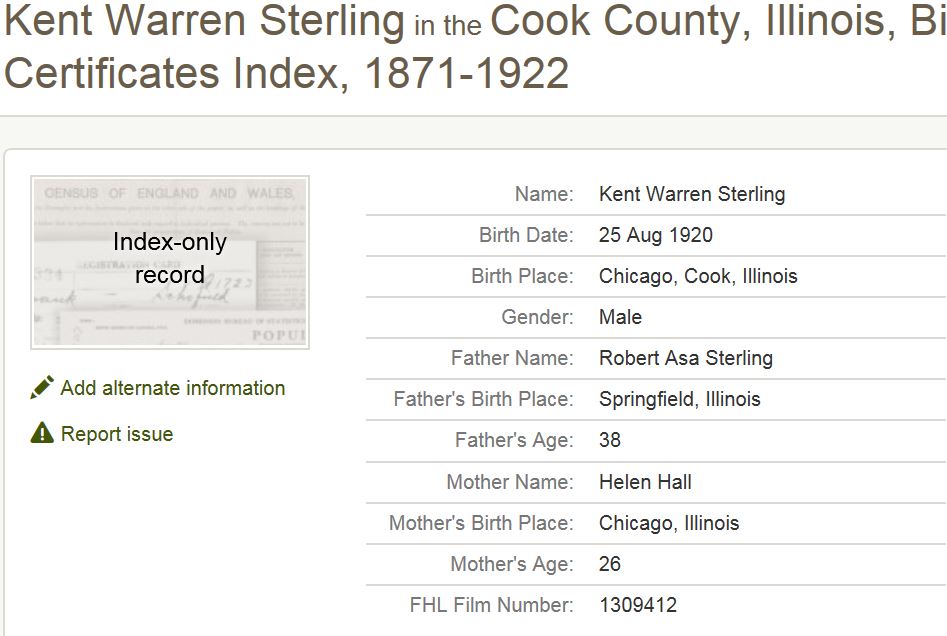 Kent Warren Sterling in the Cook County, Illinois, Bi
Certificates Index, 1871-1922
CENSUS OF ENGLAND AND WALES,
Index-only
record
REGISTRATION CARD
POPUL
Add alternate information
Report issue
Name: Kent Warren Sterling
Birth Date: 25 Aug 1920
Birth Place: Chicago, Cook, Illinois
Gender: Male
Father Name: Robert Asa Sterling
Father's Birth Place: Springfield, Illinois
Father's Age: 38
Mother Name: Helen Hall
Mother's Birth Place: Chicago, Illinois
Mother's Age: 26
FHL Film Number: 1309412